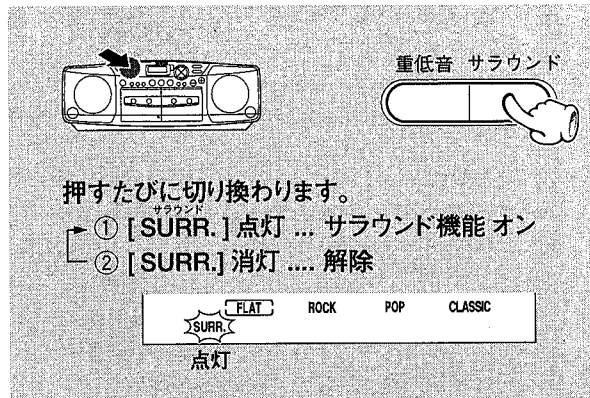 重低音 サラウンド
押すたびに切り換わります。
サラウンド
① [ SURR. ] 点灯 ... サラウンド機能 オン
② [ SURR.] 消灯 .... 解除
FLAT ROCK POP CLASSIC
SURR.
点灯